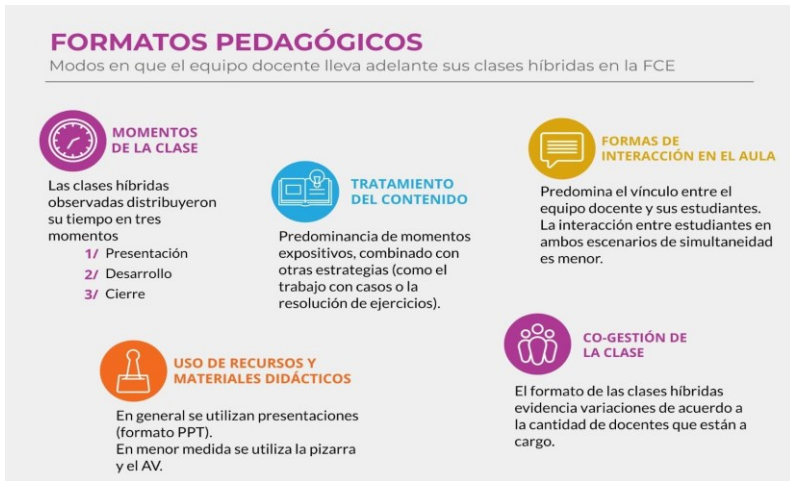 FORMATOS PEDAGÓGICOS
Modos en que el equipo docente lleva adelante sus clases híbridas en la FCE
MOMENTOS
DE LA CLASE
Las clases híbridas
observadas distribuyeron
su tiempo en tres
momentos
1/ Presentación
2/ Desarrollo
3/ Cierre
TRATAMIENTO
DEL CONTENIDO
Predominancia de momentos
expositivos, combinado con
otras estrategias (como el
trabajo con casos o la
resolución de ejercicios).
FORMAS DE
INTERACCIÓN EN EL AULA
Predomina el vínculo entre el
equipo docente y sus estudiantes.
La interacción entre estudiantes en
ambos escenarios de simultaneidad
es menor.
USO DE RECURSOS Y
MATERIALES DIDÁCTICOS
En general se utilizan presentaciones
(formato PPT).
En menor medida se utiliza la pizarra
y el AV.
CO-GESTIÓN DE
LA CLASE
El formato de las clases híbridas
evidencia variaciones de acuerdo a
la cantidad de docentes que están a
cargo.